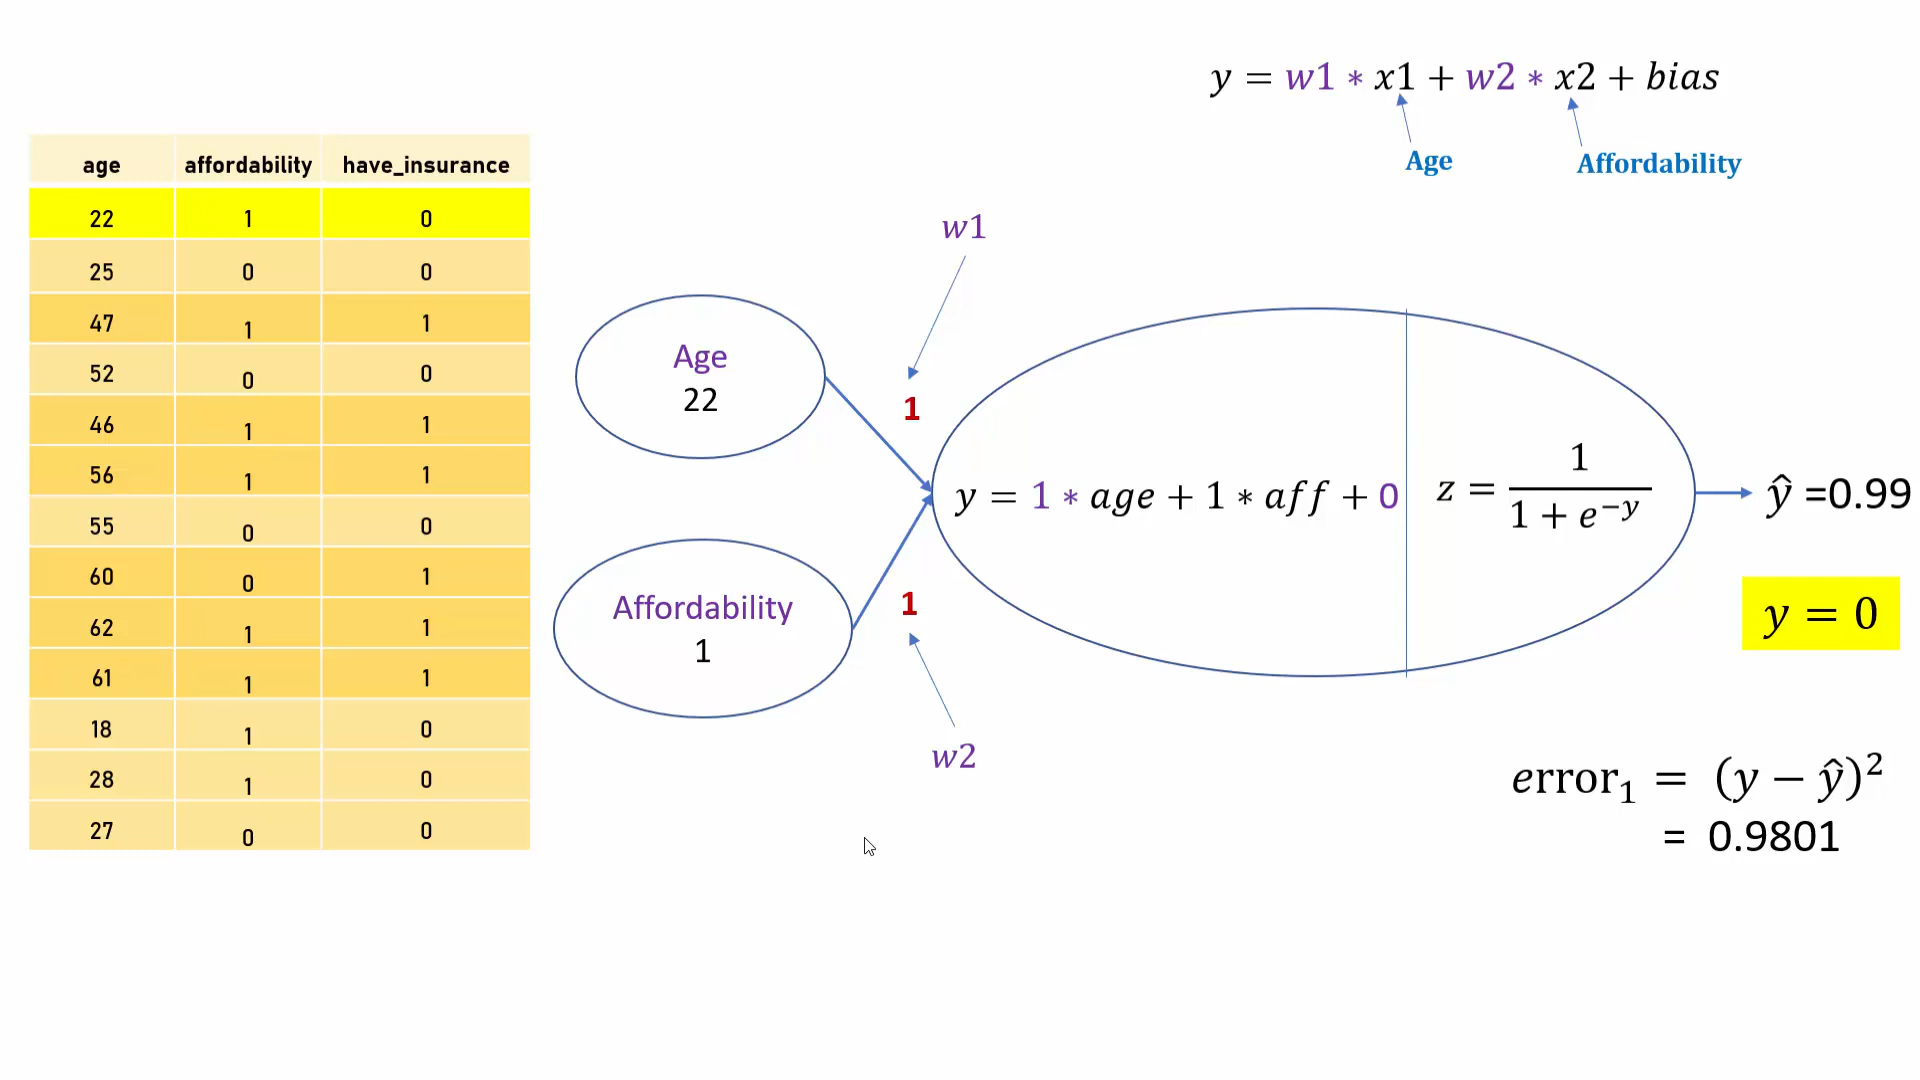 y = w1 * x1 + w2 * x2 + bias
Age
Affordability
age affordability have_insurance
22 1 0
25 0 0
47 1 1
52 0 0
46 1 1
56 1 1
55 0 0
60 0 1
62 1 1
61 1 1
18 1 0
28 1 0
27 0 0
w1
Age
22
1
y = 1 * age + 1 * aff + 0
z = 1 / (1 + e^{−y})
ŷ =0.99
y = 0
Affordability
1
1
w2
error₁ = (y − ŷ)²
= 0.9801